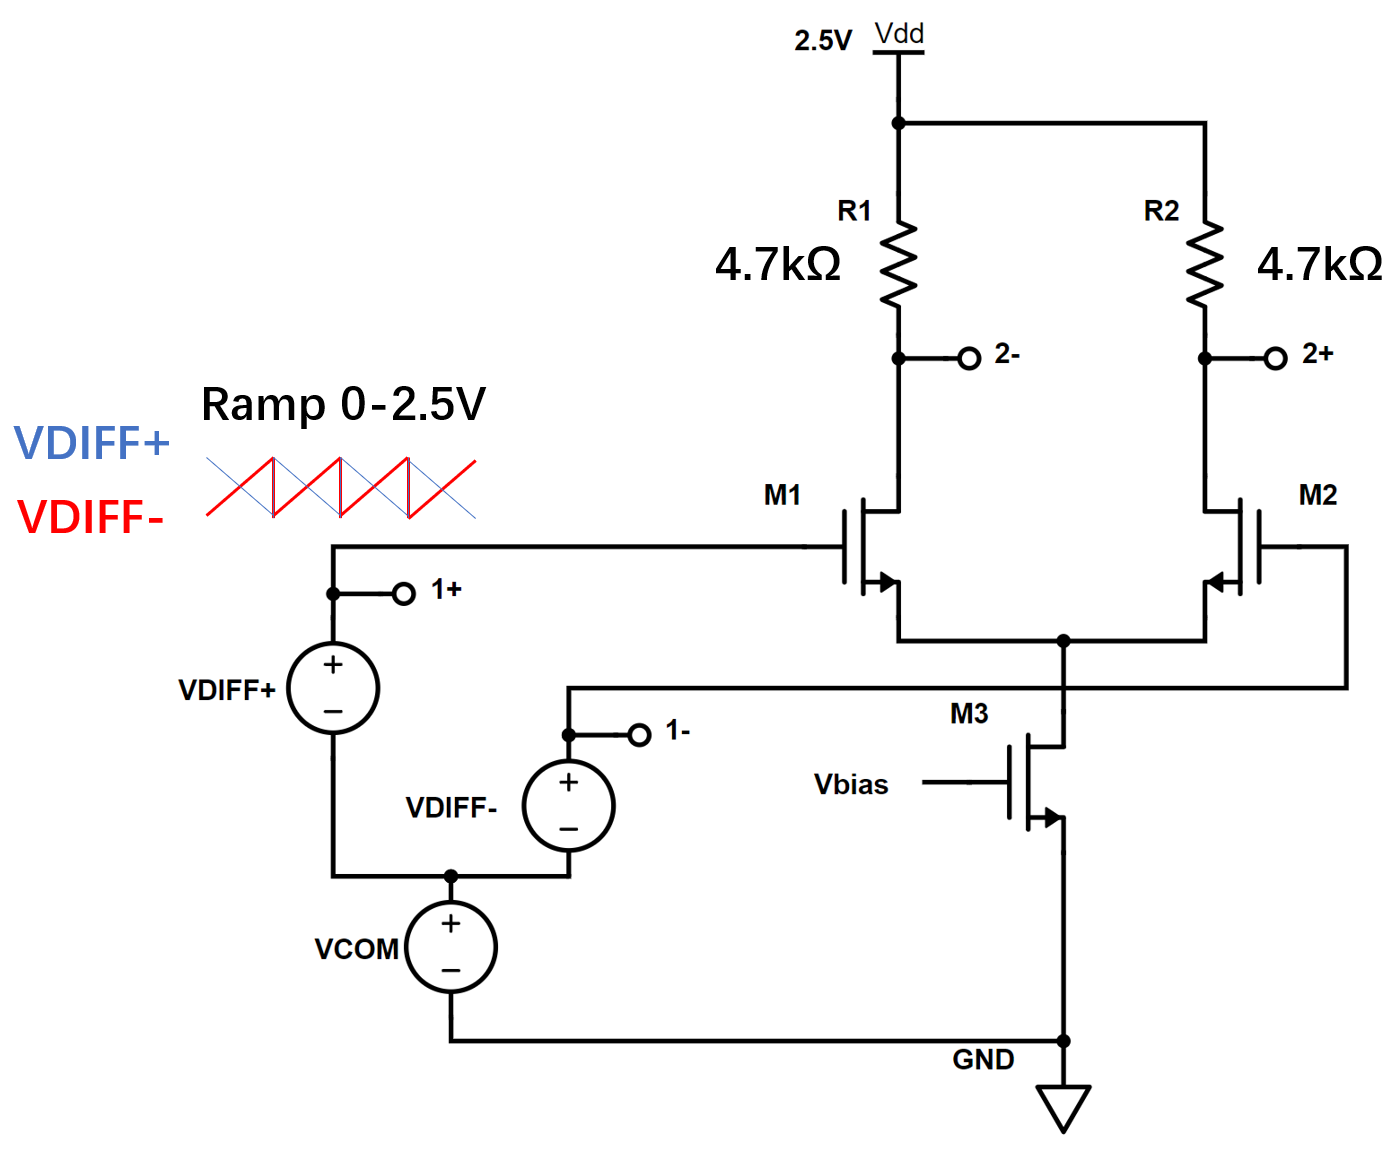 2.5V Vdd
R1
R2
4.7kΩ
4.7kΩ
2-
2+
Ramp 0-2.5V
VDIFF+
VDIFF-
M1
M2
1+
VDIFF+
+
−
1-
M3
Vbias
VDIFF-
+
−
VCOM
+
−
GND